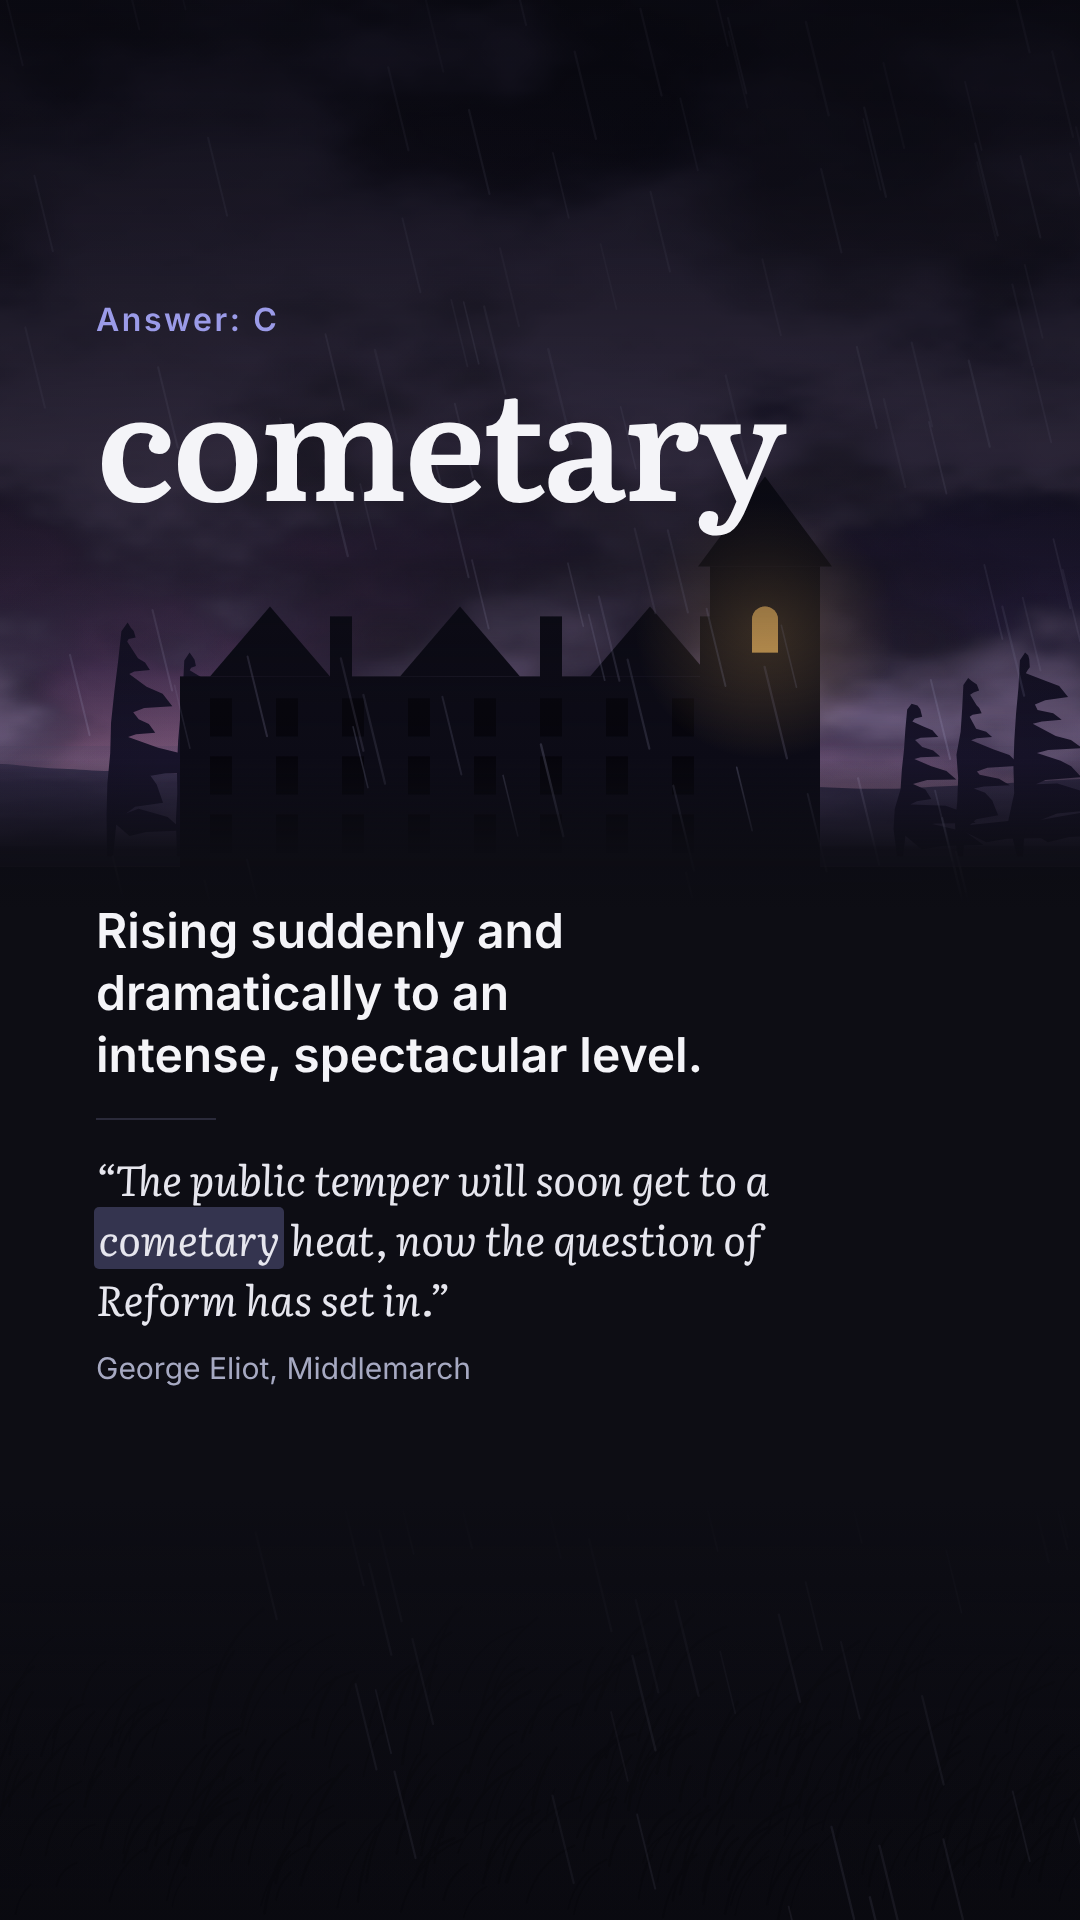 Answer: C
cometary
Rising suddenly and
dramatically to an
intense, spectacular level.
“The public temper will soon get to a
cometary heat, now the question of
Reform has set in.”
George Eliot, Middlemarch